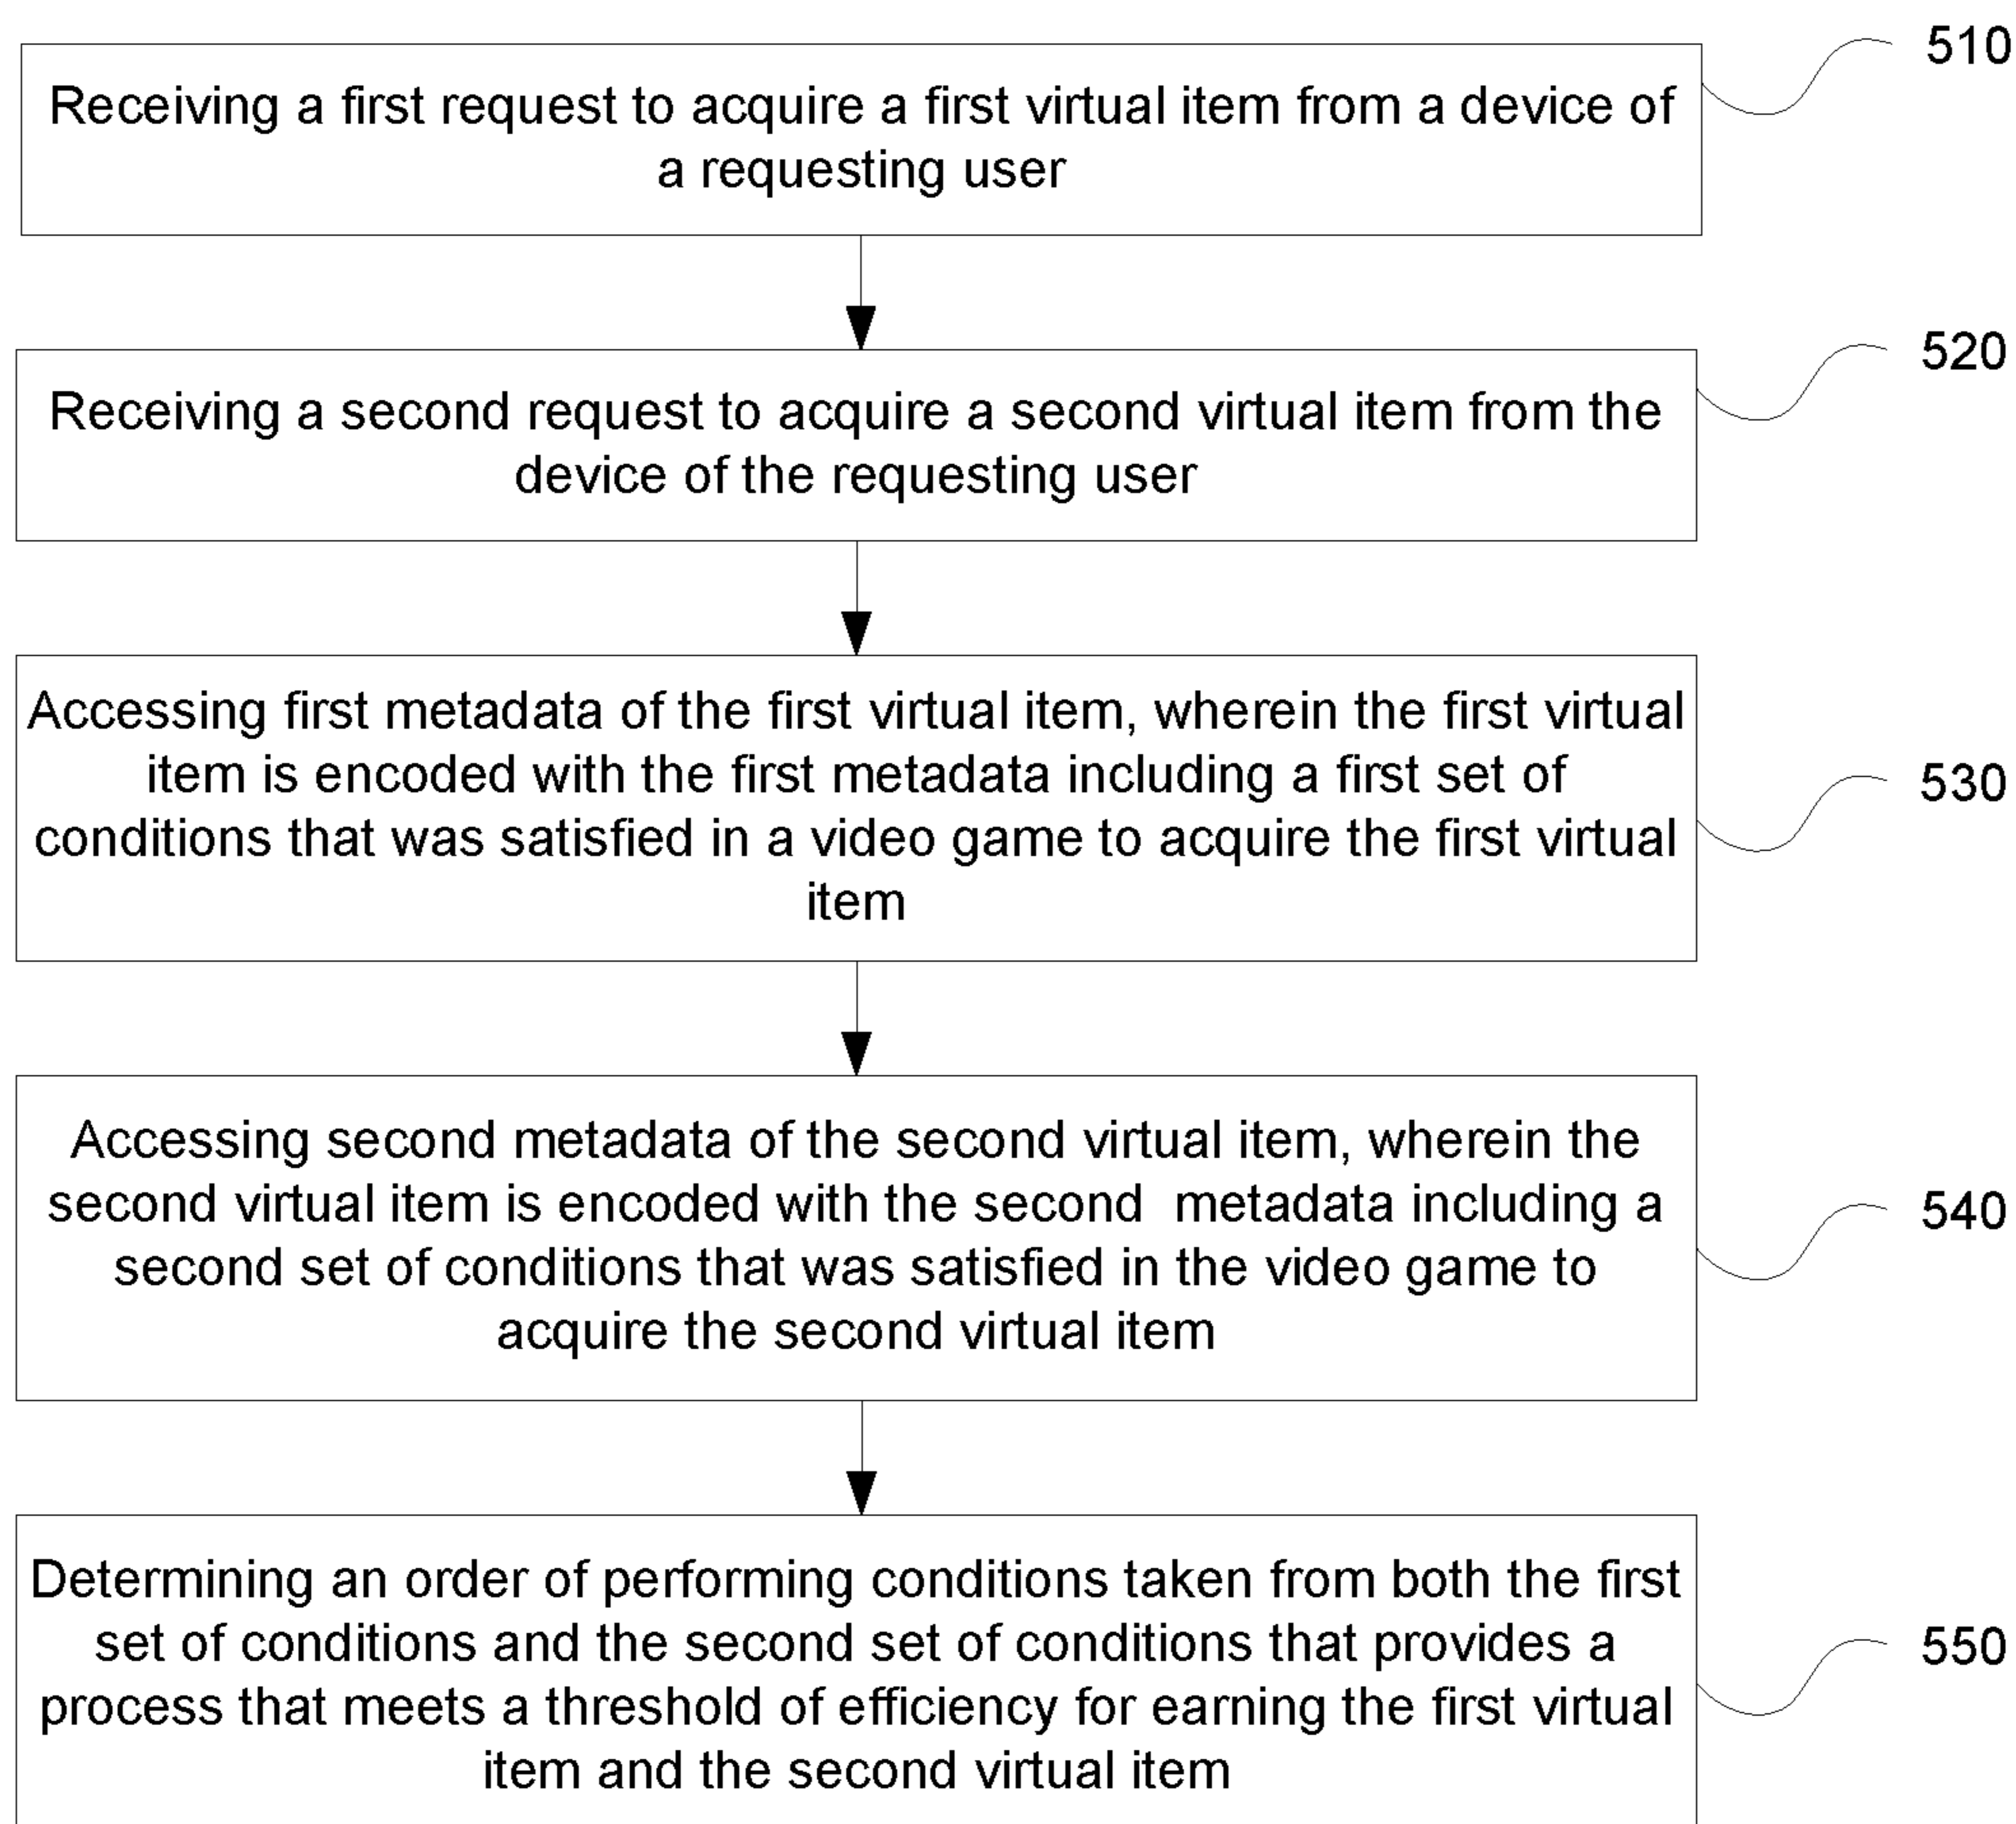 Receiving a first request to acquire a first virtual item from a device of
a requesting user
510
Receiving a second request to acquire a second virtual item from the
device of the requesting user
520
Accessing first metadata of the first virtual item, wherein the first virtual
item is encoded with the first metadata including a first set of
conditions that was satisfied in a video game to acquire the first virtual
item
530
Accessing second metadata of the second virtual item, wherein the
second virtual item is encoded with the second  metadata including a
second set of conditions that was satisfied in the video game to
acquire the second virtual item
540
Determining an order of performing conditions taken from both the first
set of conditions and the second set of conditions that provides a
process that meets a threshold of efficiency for earning the first virtual
item and the second virtual item
550